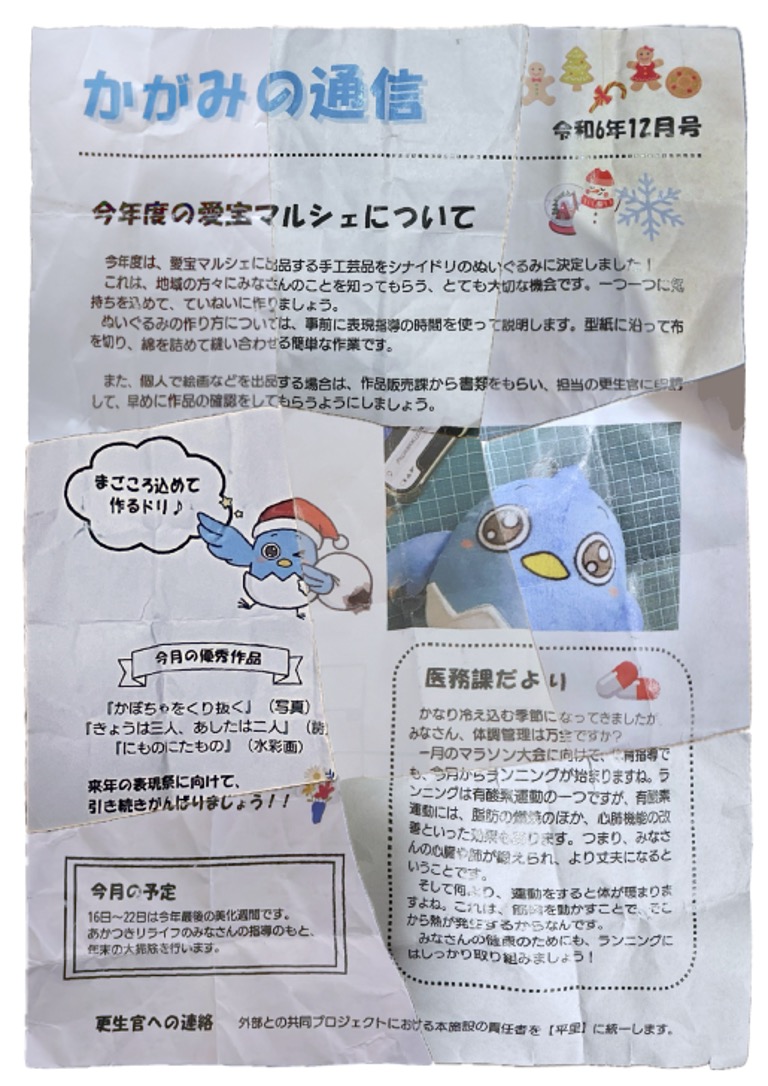 かがみの通信
令和6年12月号
今年度の愛宝マルシェについて
今年度は、愛宝マルシェに出品する手工芸品をシナイドリのぬいぐるみに決定しました！
これは、地域の方々にみなさんのことを知ってもらう、とても大切な機会です。一つ一つに気
持ちを込めて、ていねいに作りましょう。
ぬいぐるみの作り方については、事前に表現指導の時間を使って説明します。型紙に沿って布
を切り、綿を詰めて縫い合わせる簡単な作業です。
また、個人で絵画などを出品する場合は、作品販売課から書類をもらい、担当の更生官に
して、早めに作品の確認をしてもらうようにしましょう。
まごころ込めて
作るドリ♪
今月の優秀作品
『かぼちゃをくり抜く』（写真）
『きょうは三人、あしたは二人』（詩
『にものにたもの』（水彩画）
来年の表現祭に向けて、
引き続きがんばりましょう！！
今月の予定
16日～22日は今年最後の美化週間です。
あかつきリライフのみなさんの指導のもと、
年末の大掃除を行います。
医務課だより
かなり冷え込む季節になってきましたが、
みなさん、体調管理は万全ですか？
一月のマラソン大会に向けて、体育指導で
も、今月からランニングが始まりますね。ラ
ンニングは有酸素運動の一つですが、有酸素
運動には、脂肪の燃焼のほか、心肺機能の改
善といった効果もあります。つまり、みなさ
んの心臓や肺が鍛えられ、より丈夫になると
いうことです。
そして何より、運動をすると体が暖まりま
すよね。これは、筋肉を動かすことで、そこ
から熱が発生するからなんです。
みなさんの健康のためにも、ランニングに
はしっかり取り組みましょう！
更生官への連絡 外部との共同プロジェクトにおける本施設の責任者を【平里】に統一します。